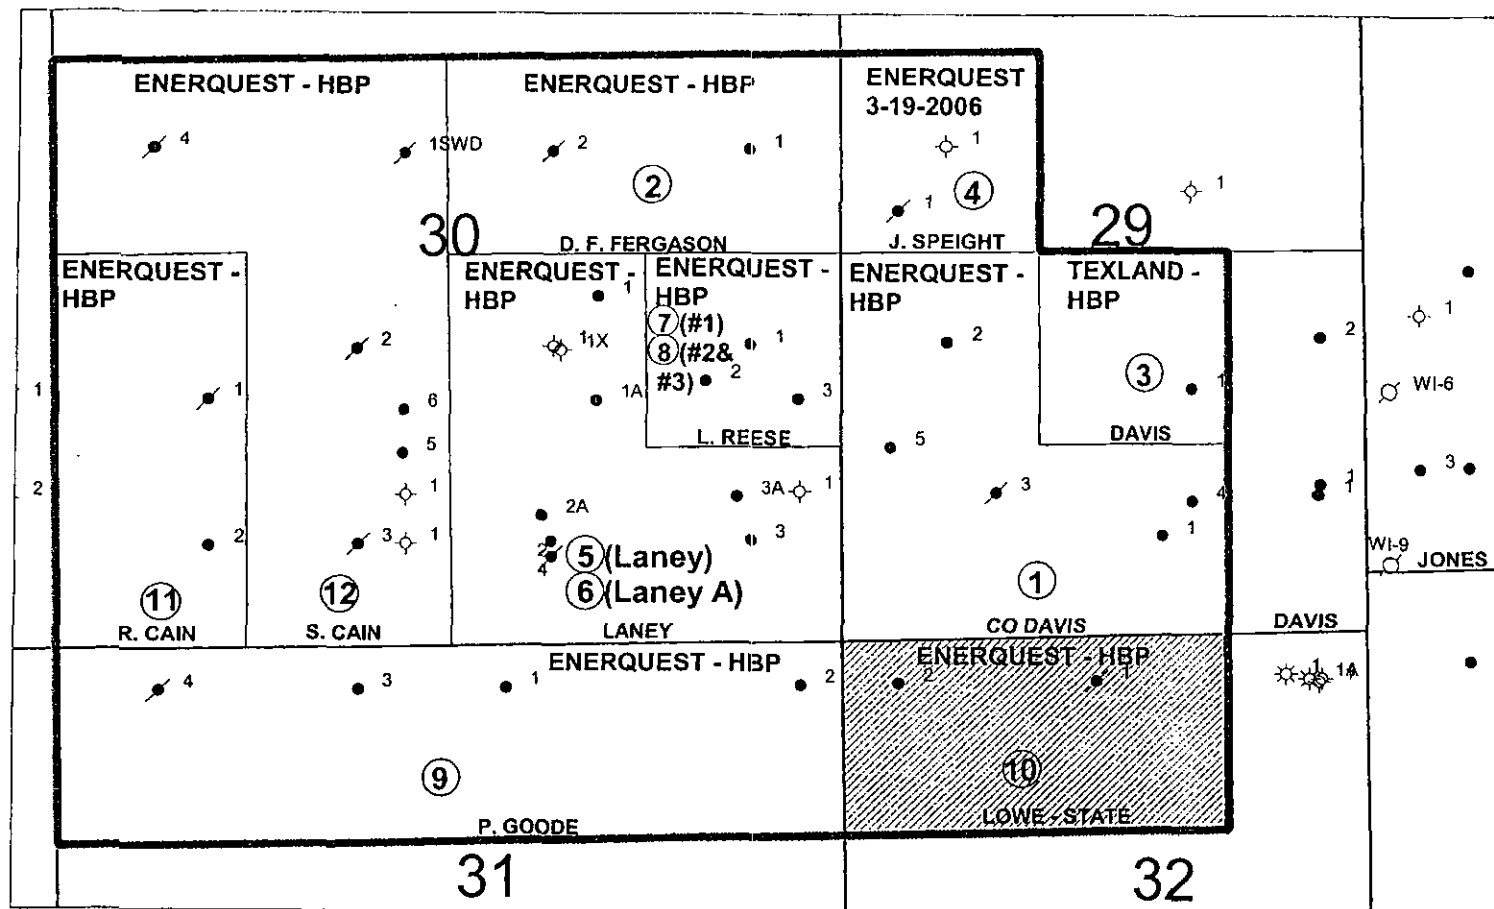 ENERQUEST - HBP
ENERQUEST - HBP
ENERQUEST
3-19-2006
4
1SWD
2
1
1
1
2
4
1
30
D. F. FERGASON
J. SPEIGHT
29
ENERQUEST -
HBP
ENERQUEST -
HBP
ENERQUEST -
HBP
ENERQUEST -
HBP
TEXLAND -
HBP
1
7 (#1)
8 (#2&
#3)
1
1X
1
2
2
2
1
3
1
2
WI-6
1
1
6
1A
3
1
L. REESE
DAVIS
5
5
2
1
3A
1
3
4
1
1
3
2
3
1
2A
2
4
3
1
5 (Laney)
6 (Laney A)
WI-9
JONES
11
12
1
R. CAIN
S. CAIN
LANEY
CO DAVIS
DAVIS
ENERQUEST - HBP
ENERQUEST - HBP
4
3
1
2
2
1
1
1A
9
10
P. GOODE
LOWE - STATE
31
32